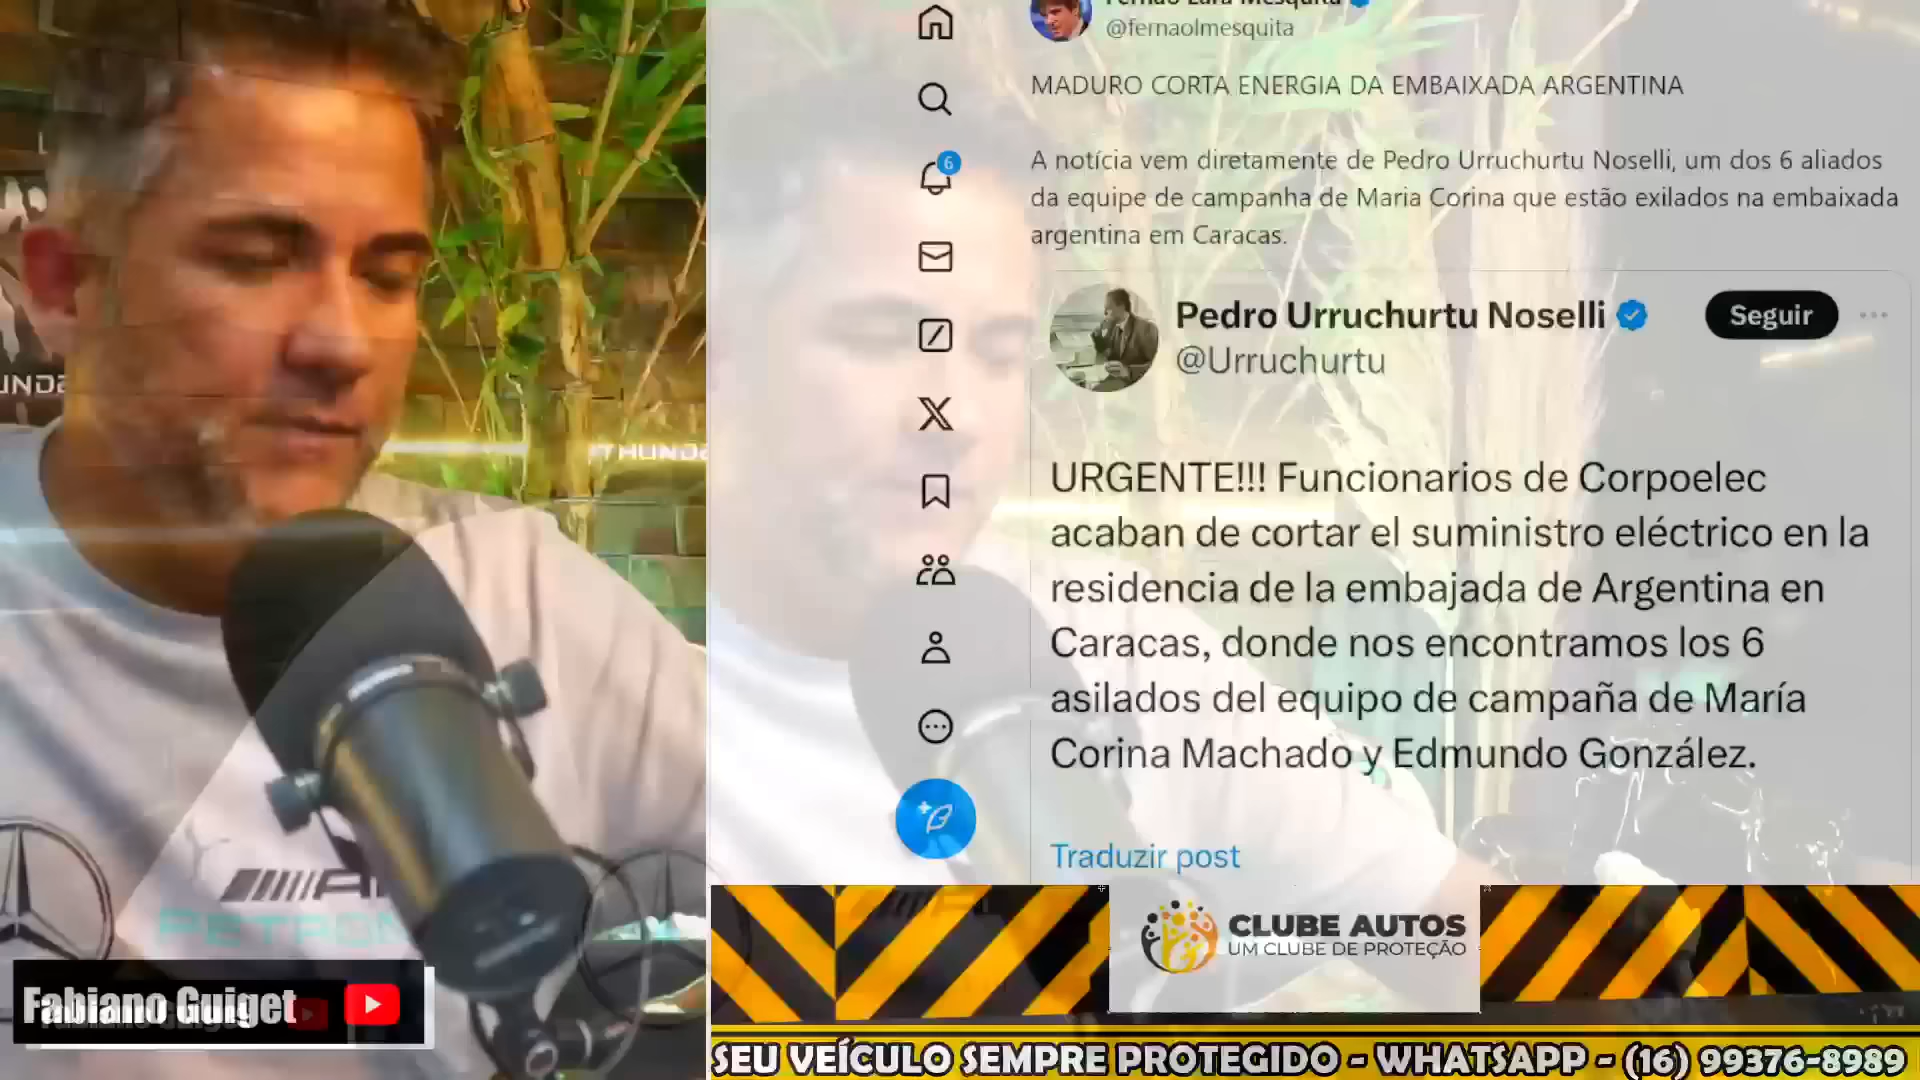 Fernão Lara Mesquita
@fernaolmesquita
6
MADURO CORTA ENERGIA DA EMBAIXADA ARGENTINA
A notícia vem diretamente de Pedro Urruchurtu Noselli, um dos 6 aliados
da equipe de campanha de Maria Corina que estão exilados na embaixada
argentina em Caracas.
Pedro Urruchurtu Noselli
Seguir
@Urruchurtu
URGENTE!!! Funcionarios de Corpoelec
acaban de cortar el suministro eléctrico en la
residencia de la embajada de Argentina en
Caracas, donde nos encontramos los 6
asilados del equipo de campaña de María
Corina Machado y Edmundo González.
Traduzir post
CLUBE AUTOS
UM CLUBE DE PROTEÇÃO
Fabiano Guiget
SEU VEÍCULO SEMPRE PROTEGIDO - WHATSAPP - (16) 99376-8989